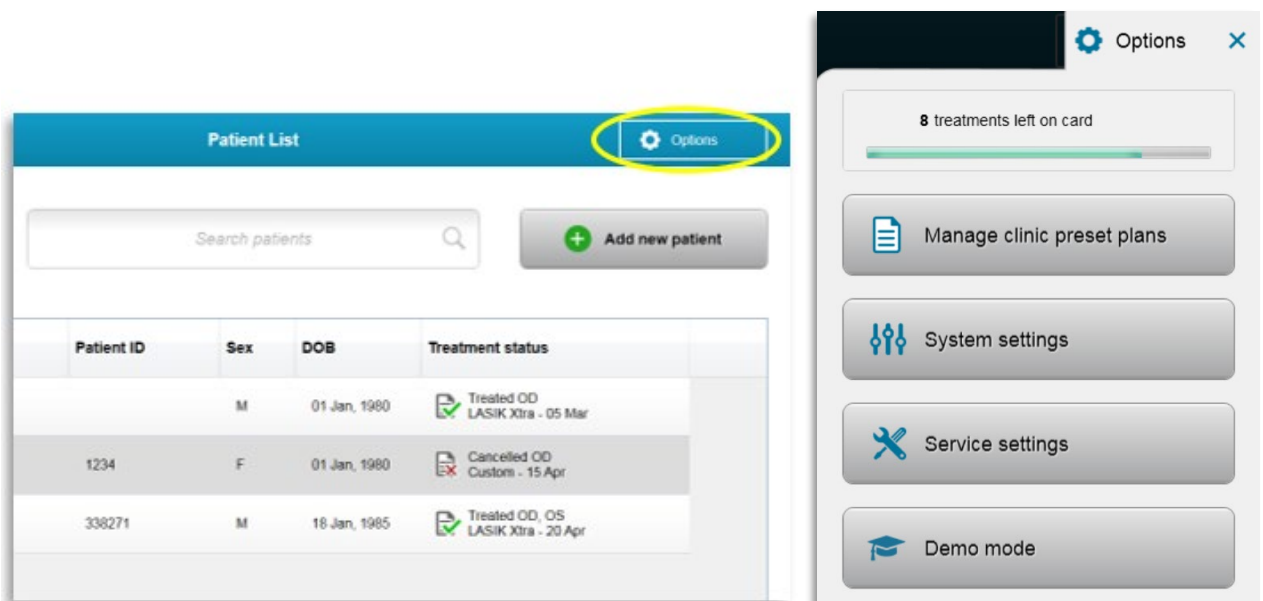 Patient List
Options
Search patients
Add new patient
Patient ID Sex DOB Treatment status
M 01 Jan, 1980 Treated OD
LASIK Xtra - 05 Mar
1234 F 01 Jan, 1980 Cancelled OD
Custom - 15 Apr
338271 M 18 Jan, 1985 Treated OD, OS
LASIK Xtra - 20 Apr
Options
8 treatments left on card
Manage clinic preset plans
System settings
Service settings
Demo mode